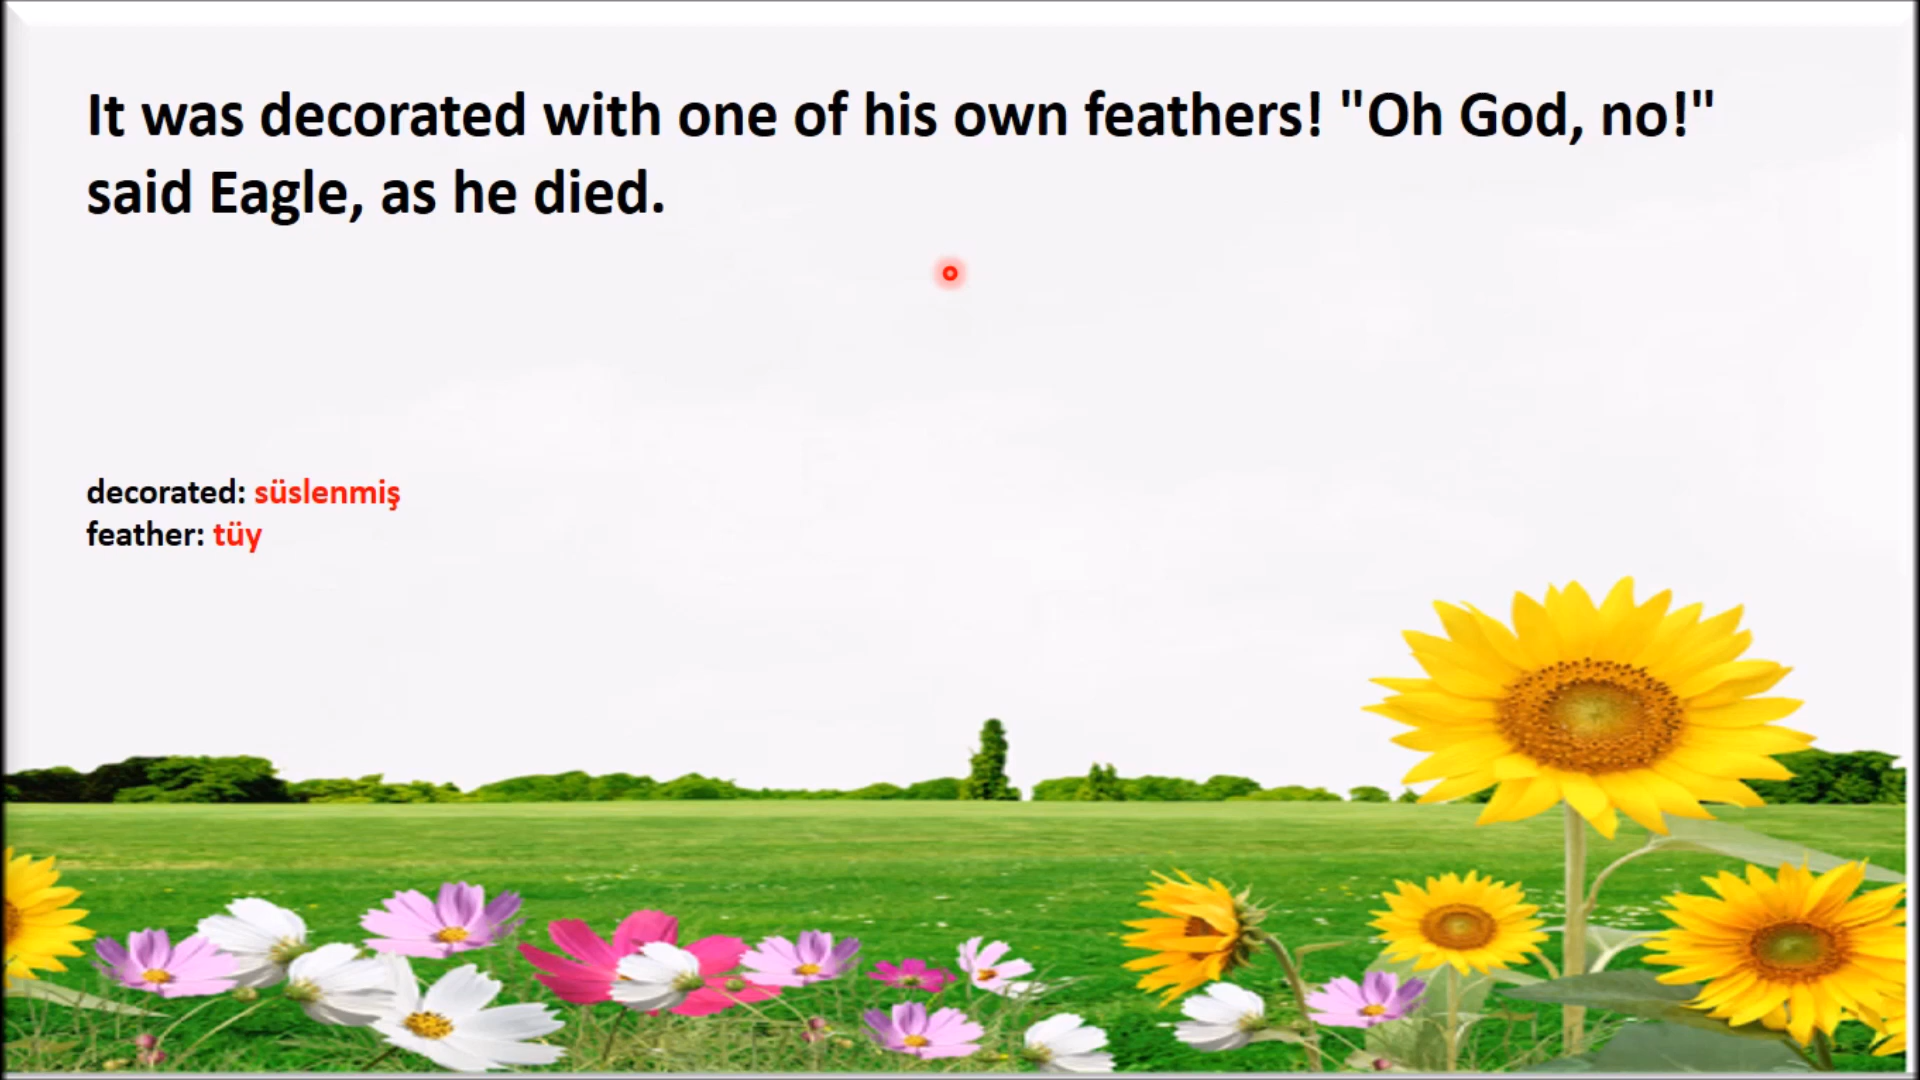 It was decorated with one of his own feathers! "Oh God, no!"
said Eagle, as he died.
decorated: süslenmiş
feather: tüy